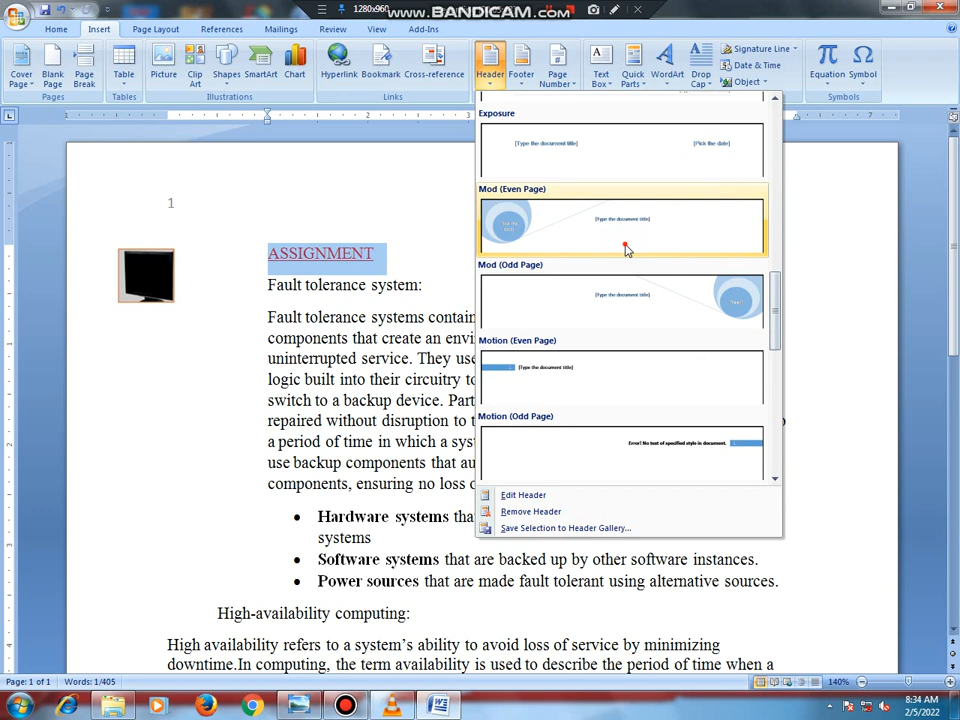 1280x960
www.BANDICAM.com
Home Insert Page Layout References Mailings Review View Add-Ins
Cover Page Blank Page Page Break Table Picture Clip Art Shapes SmartArt Chart Hyperlink Bookmark Cross-reference Header Footer Page Number Text Box Quick Parts WordArt Drop Cap Signature Line Date & Time Object Equation Symbol
Pages Tables Illustrations Links Symbols
1 1 2 3 7
Exposure
[Type the document title] [Pick the date]
Mod (Even Page)
[Type the document title]
Mod (Odd Page)
[Type the document title]
Motion (Even Page)
[Type the document title]
Motion (Odd Page)
Error! No text of specified style in document.
Edit Header
Remove Header
Save Selection to Header Gallery...
1
ASSIGNMENT
Fault tolerance system:
Fault tolerance systems contain
components that create an
uninterrupted service. They use
logic built into their circuitry
switch to a backup device.
repaired without disruption to
a period of time in which a
use backup components that
components, ensuring no loss
• Hardware systems
systems
• Software systems that are backed up by other software instances.
• Power sources that are made fault tolerant using alternative sources.
High-availability computing:
High availability refers to a system's ability to avoid loss of service by minimizing
downtime.In computing, the term availability is used to describe the period of time when a
Page: 1 of 1 Words: 1/405 140%
8:34 AM
2/5/2022